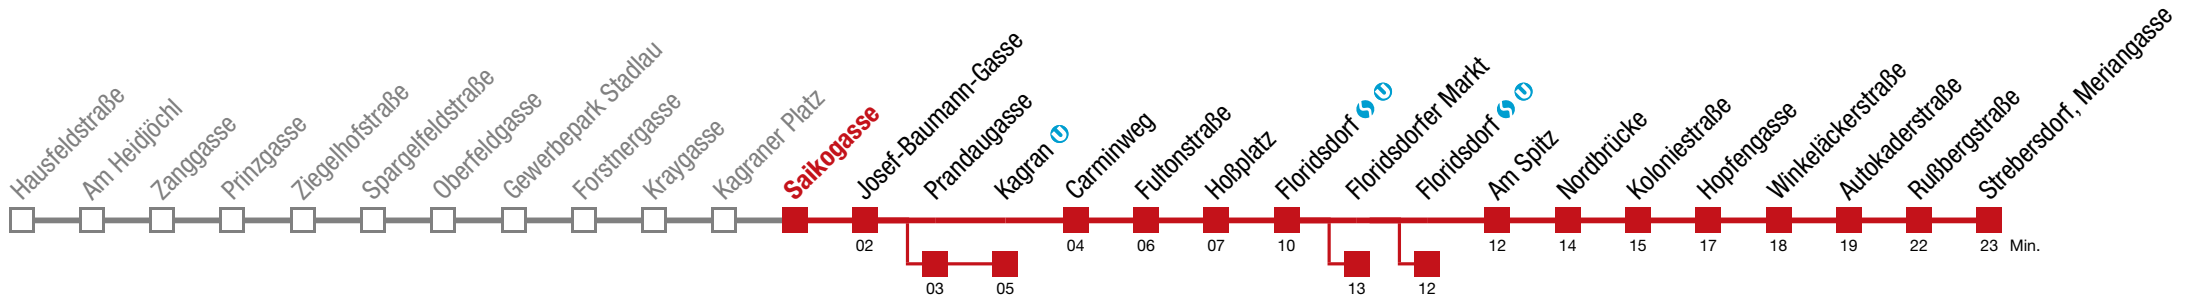 Hausfeldstraße
Am Heidjöchl
Zanggasse
Prinzgasse
Ziegelhofstraße
Spargelfeldstraße
Oberfeldgasse
Gewerbepark Stadlau
Forstnergasse
Kraygasse
Kagraner Platz
Saikogasse
Josef-Baumann-Gasse
Prandaugasse
Kagran U
Carminweg
Fultonstraße
Hoßplatz
Floridsdorf S U
Floridsdorfer Markt
Floridsdorf S U
Am Spitz
Nordbrücke
Koloniestraße
Hopfengasse
Winkeläckerstraße
Autokaderstraße
Rußbergstraße
Strebersdorf, Meriangasse
02 04 06 07 10 12 14 15 17 18 19 22 23 Min.
03 05 13 12